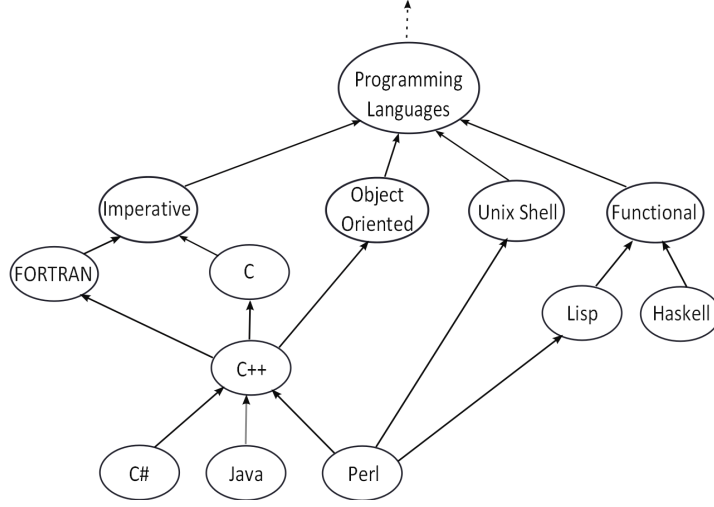 Programming
Languages
Imperative
Object
Oriented
Unix Shell
Functional
FORTRAN
C
Lisp
Haskell
C++
C#
Java
Perl